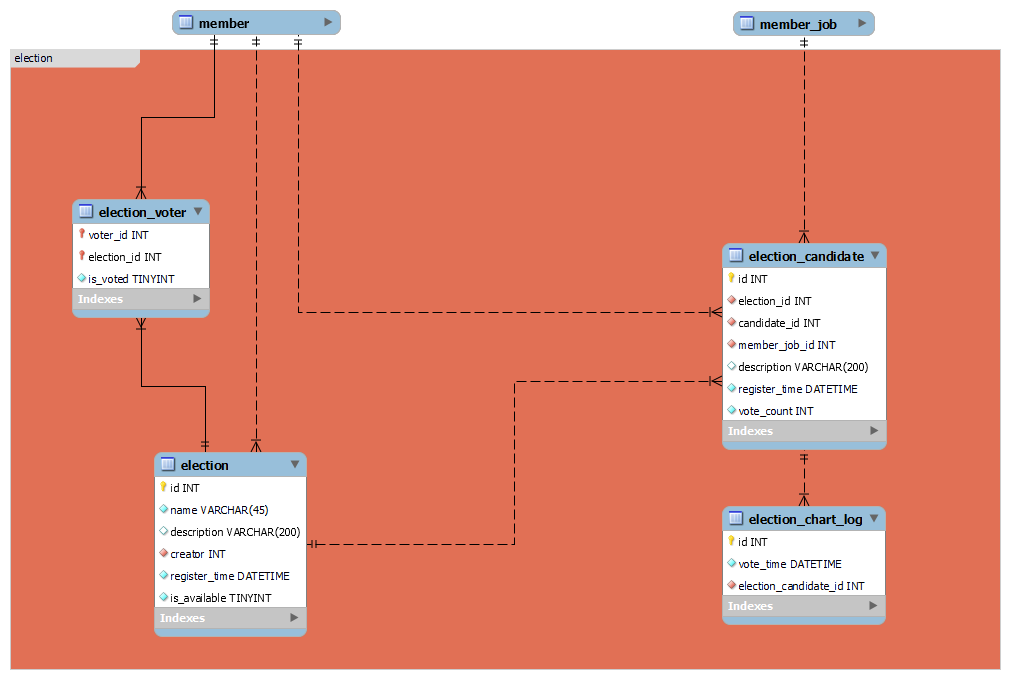 member
member_job
election
election_voter
voter_id INT
election_id INT
is_voted TINYINT
Indexes
election_candidate
id INT
election_id INT
candidate_id INT
member_job_id INT
description VARCHAR(200)
register_time DATETIME
vote_count INT
Indexes
election
id INT
name VARCHAR(45)
description VARCHAR(200)
creator INT
register_time DATETIME
is_available TINYINT
Indexes
election_chart_log
id INT
vote_time DATETIME
election_candidate_id INT
Indexes